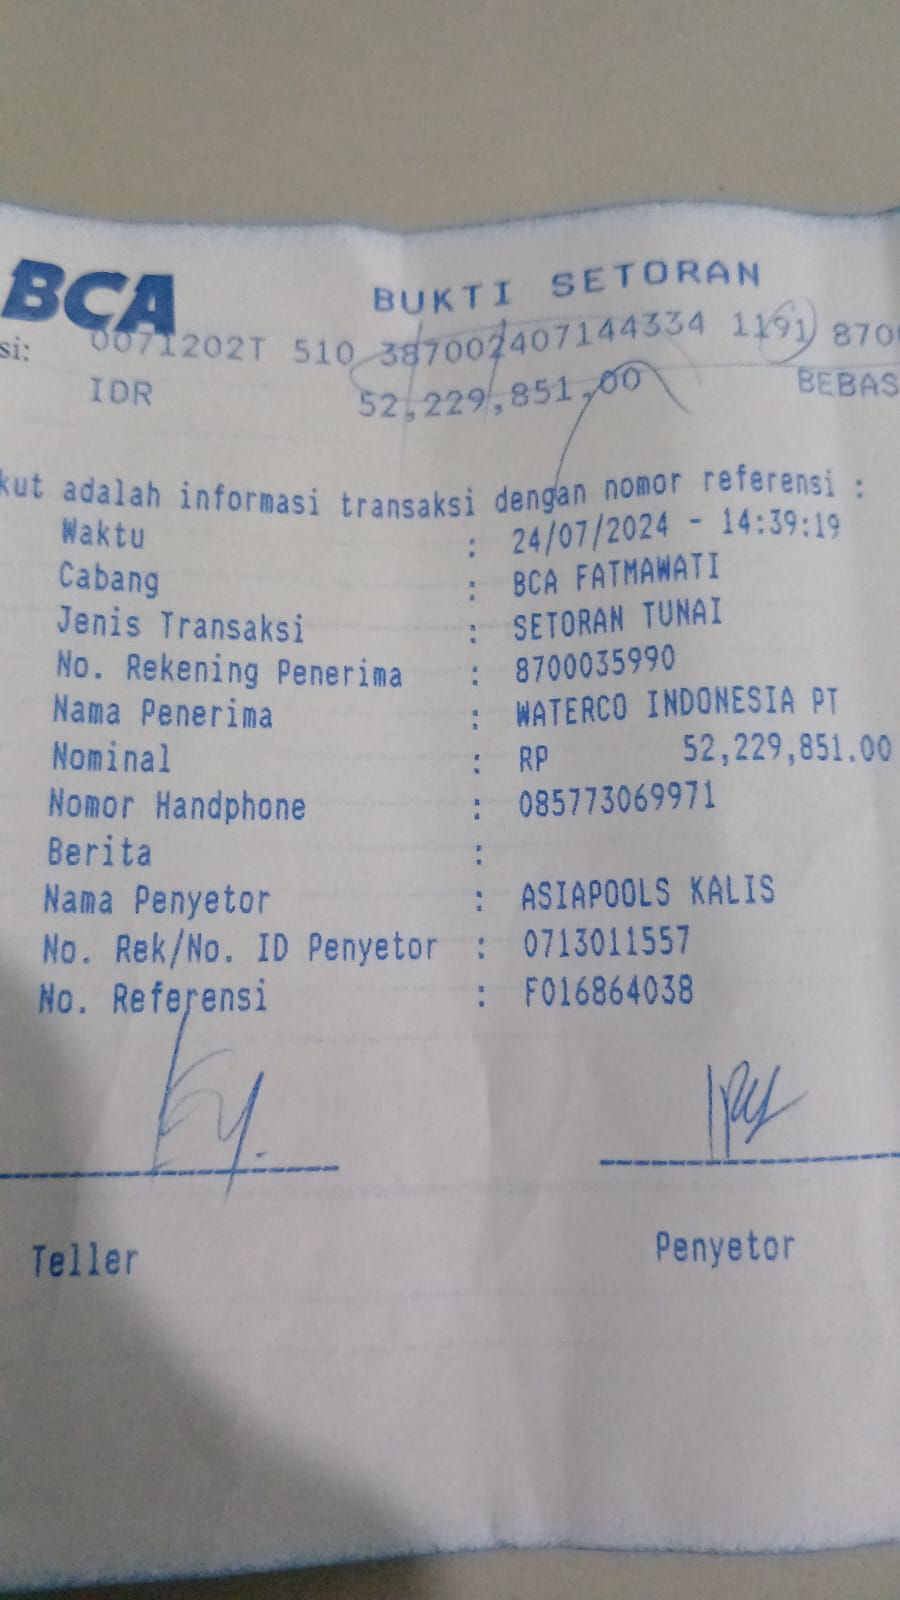 BCA
BUKTI SETORAN
si: 0071202T 510 387002407144334 1191 870
IDR 52,229,851.00 BEBAS
kut adalah informasi transaksi dengan nomor referensi :
Waktu : 24/07/2024 - 14:39:19
Cabang : BCA FATMAWATI
Jenis Transaksi : SETORAN TUNAI
No. Rekening Penerima : 8700035990
Nama Penerima : WATERCO INDONESIA PT
Nominal : RP 52,229,851.00
Nomor Handphone : 085773069971
Berita :
Nama Penyetor : ASIAPOOLS KALIS
No. Rek/No. ID Penyetor : 0713011557
No. Referensi : F016864038
Teller Penyetor